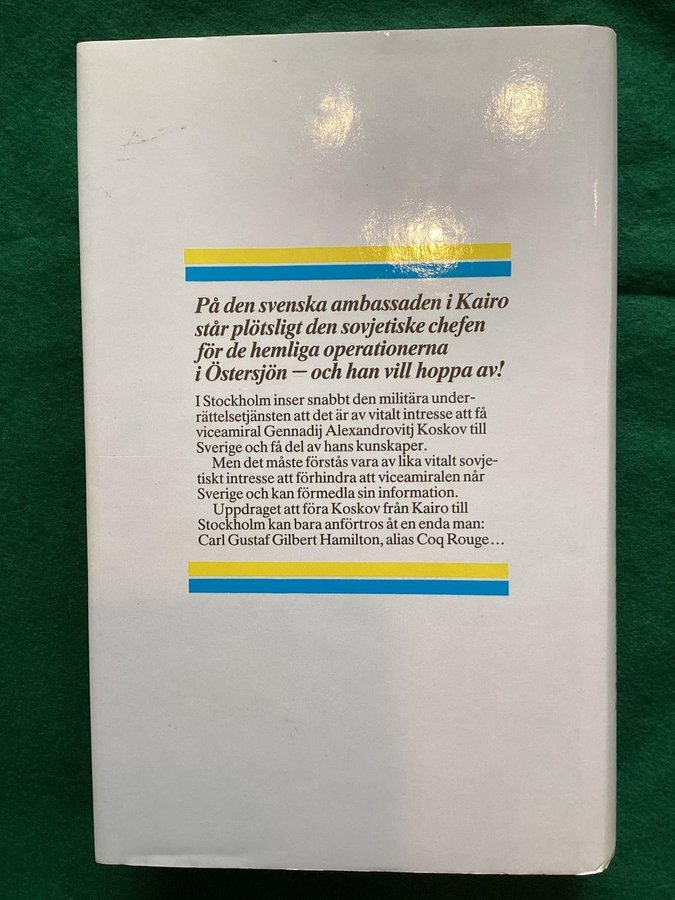 På den svenska ambassaden i Kairo
står plötsligt den sovjetiske chefen
för de hemliga operationerna
i Östersjön — och han vill hoppa av!
I Stockholm inser snabbt den militära under-
rättelsetjänsten att det är av vitalt intresse att få
viceamiral Gennadij Alexandrovitj Koskov till
Sverige och få del av hans kunskaper.
Men det måste förstås vara av lika vitalt sovje-
tiskt intresse att förhindra att viceamiralen når
Sverige och kan förmedla sin information.
Uppdraget att föra Koskov från Kairo till
Stockholm kan bara anförtros åt en enda man:
Carl Gustaf Gilbert Hamilton, alias Coq Rouge…